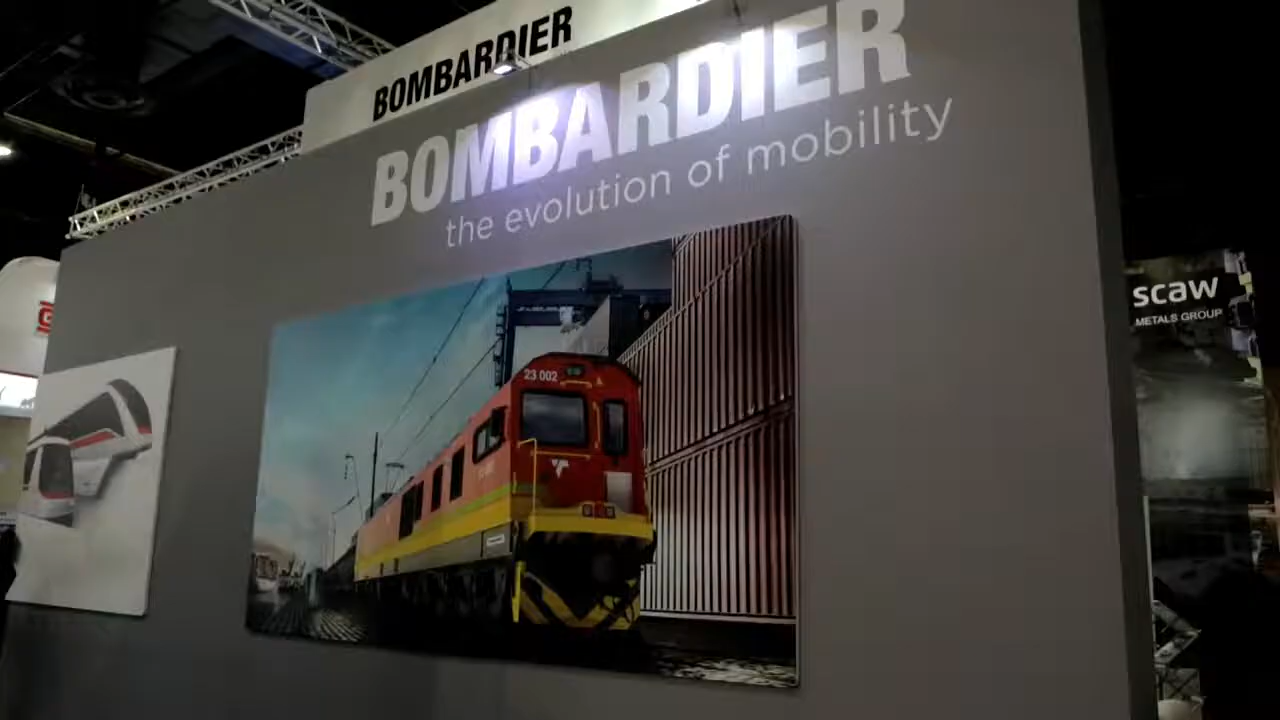 BOMBARDIER
BOMBARDIER
the evolution of mobility
23 002
scaw
METALS GROUP